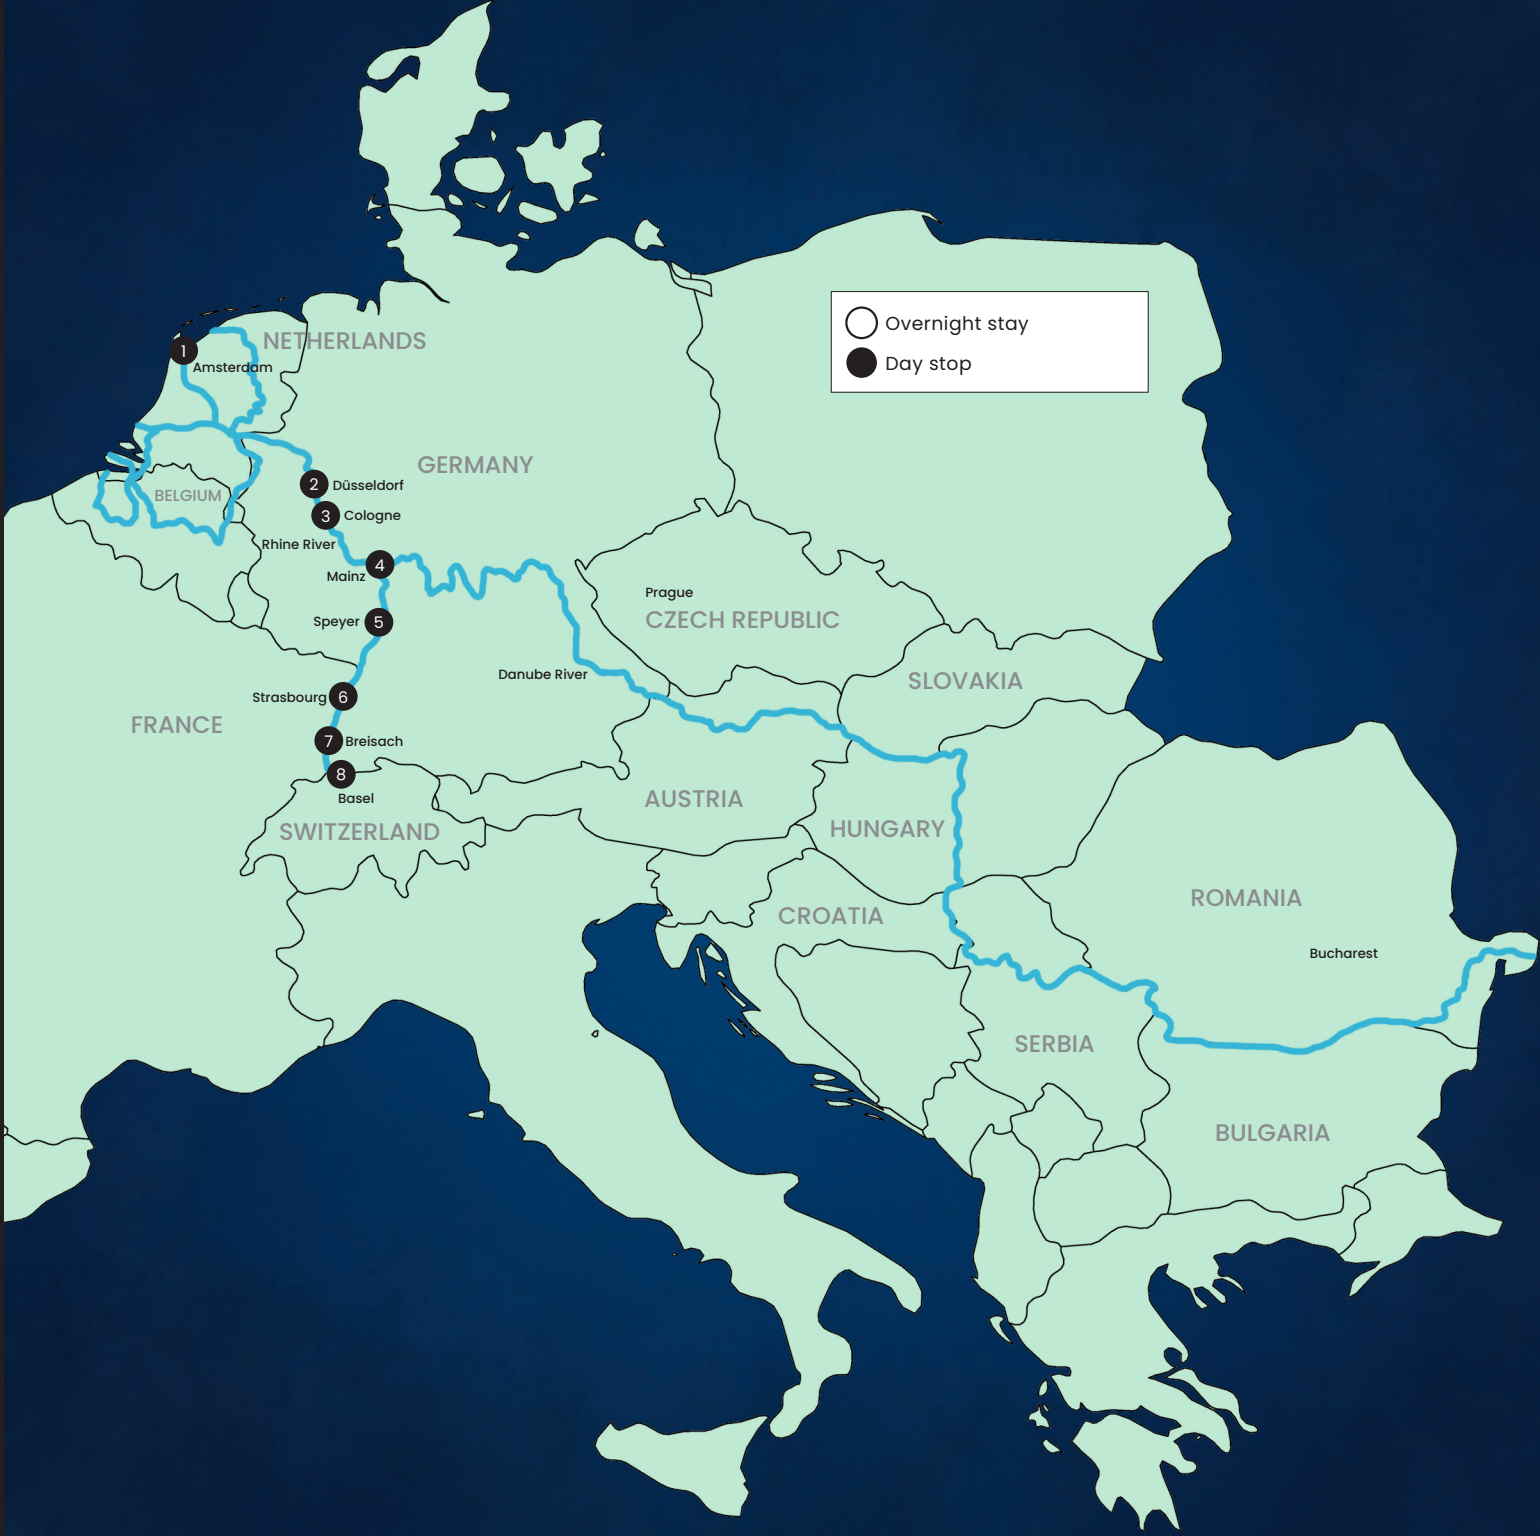 Overnight stay
Day stop
NETHERLANDS
1
Amsterdam
GERMANY
2
Düsseldorf
BELGIUM
3
Cologne
Rhine River
4
Mainz
Prague
CZECH REPUBLIC
Speyer
5
Danube River
SLOVAKIA
Strasbourg
6
FRANCE
7
Breisach
8
Basel
AUSTRIA
SWITZERLAND
HUNGARY
ROMANIA
CROATIA
Bucharest
SERBIA
BULGARIA